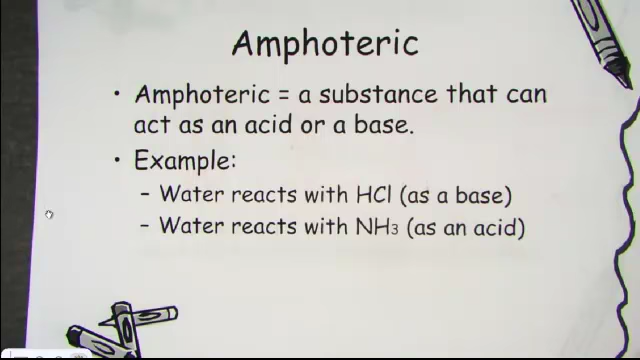 Amphoteric
• Amphoteric = a substance that can
act as an acid or a base.
• Example:
– Water reacts with HCl (as a base)
– Water reacts with NH₃ (as an acid)